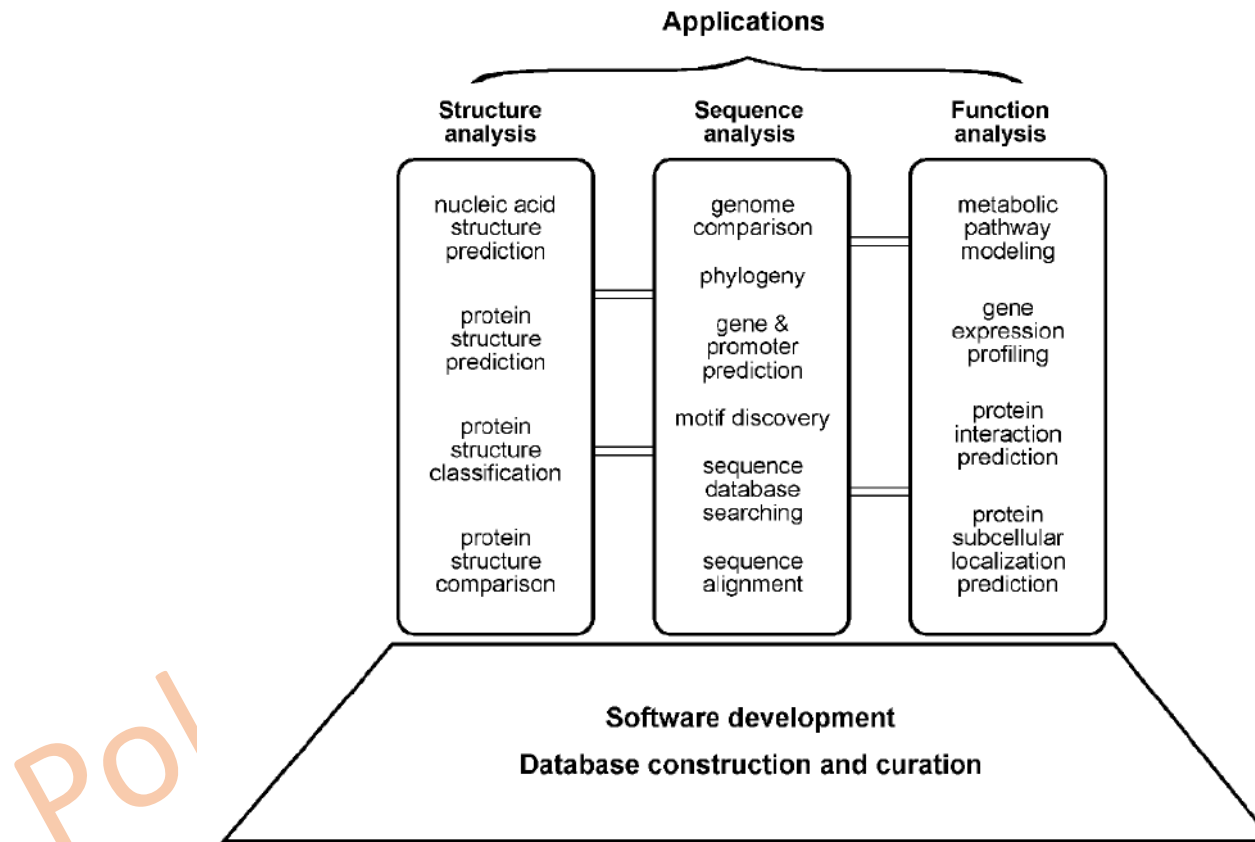 Applications
Structure
analysis
Sequence
analysis
Function
analysis
nucleic acid
structure
prediction
protein
structure
prediction
protein
structure
classification
protein
structure
comparison
genome
comparison
phylogeny
gene &
promoter
prediction
motif discovery
sequence
database
searching
sequence
alignment
metabolic
pathway
modeling
gene
expression
profiling
protein
interaction
prediction
protein
subcellular
localization
prediction
Software development
Database construction and curation